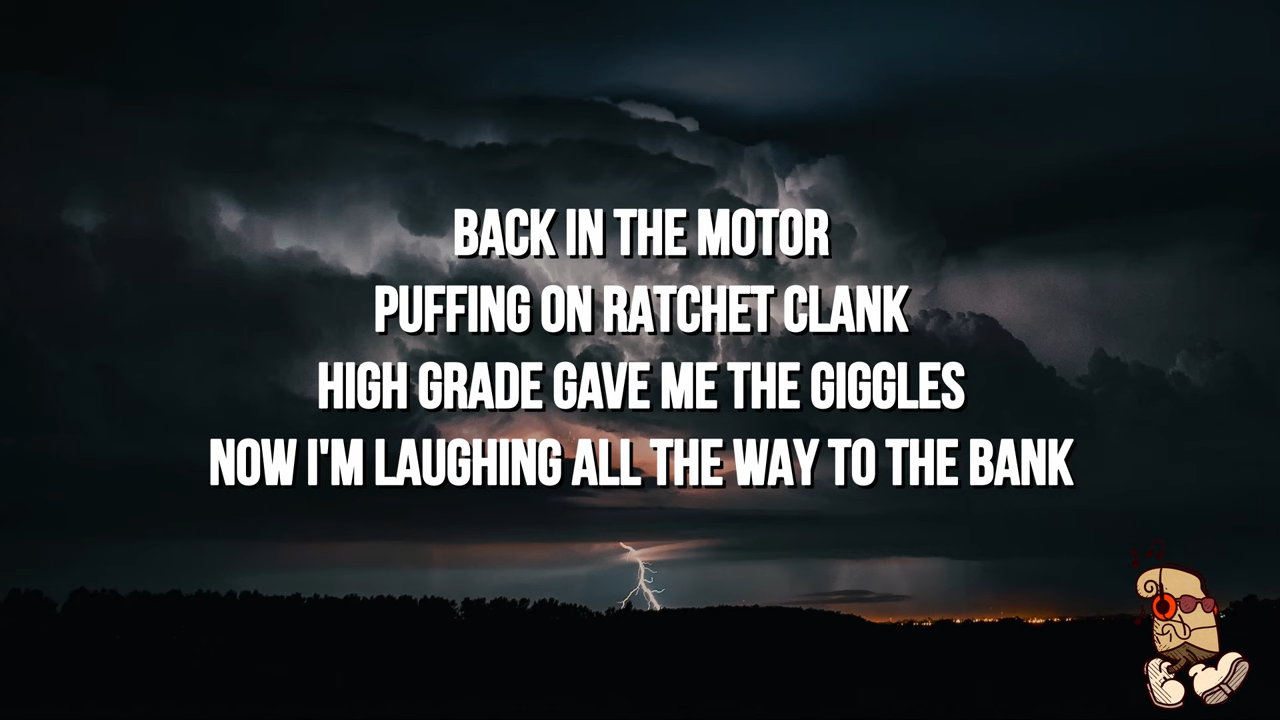 BACK IN THE MOTOR
PUFFING ON RATCHET CLANK
HIGH GRADE GAVE ME THE GIGGLES
NOW I'M LAUGHING ALL THE WAY TO THE BANK